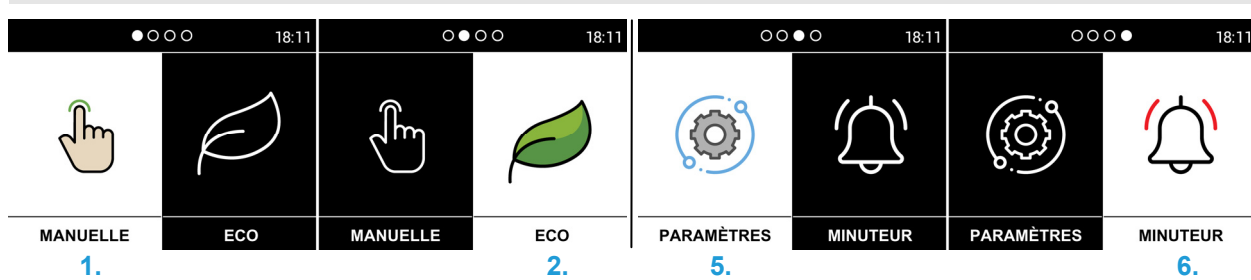 18:11 18:11 18:11 18:11
MANUELLE ECO MANUELLE ECO PARAMÈTRES MINUTEUR PARAMÈTRES MINUTEUR
1. 2. 5. 6.